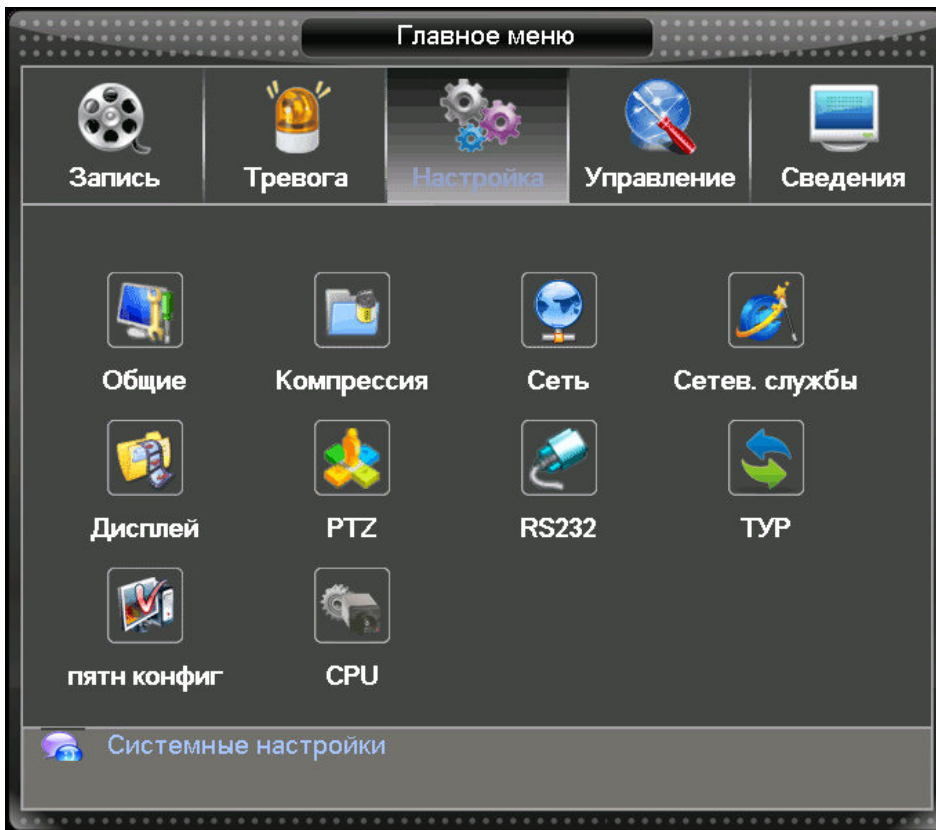 Главное меню
Запись Тревога Настройка Управление Сведения
Общие Компрессия Сеть Сетев. службы
Дисплей PTZ RS232 ТУР
пятн конфиг CPU
Системные настройки